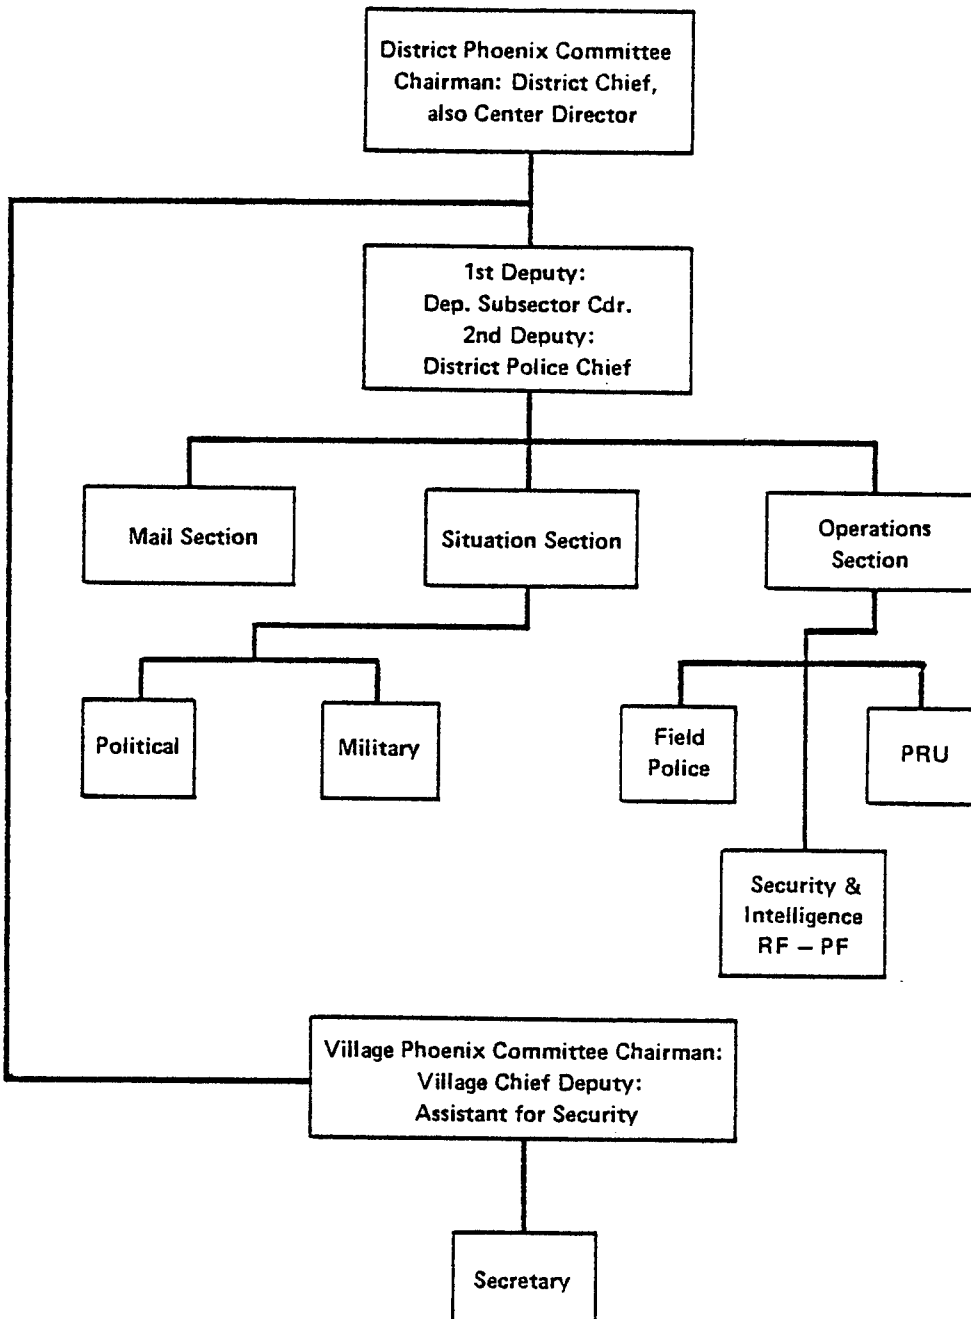 District Phoenix Committee
Chairman: District Chief,
also Center Director
1st Deputy:
Dep. Subsector Cdr.
2nd Deputy:
District Police Chief
Mail Section
Situation Section
Operations
Section
Political
Military
Field
Police
PRU
Security &
Intelligence
RF – PF
Village Phoenix Committee Chairman:
Village Chief Deputy:
Assistant for Security
Secretary